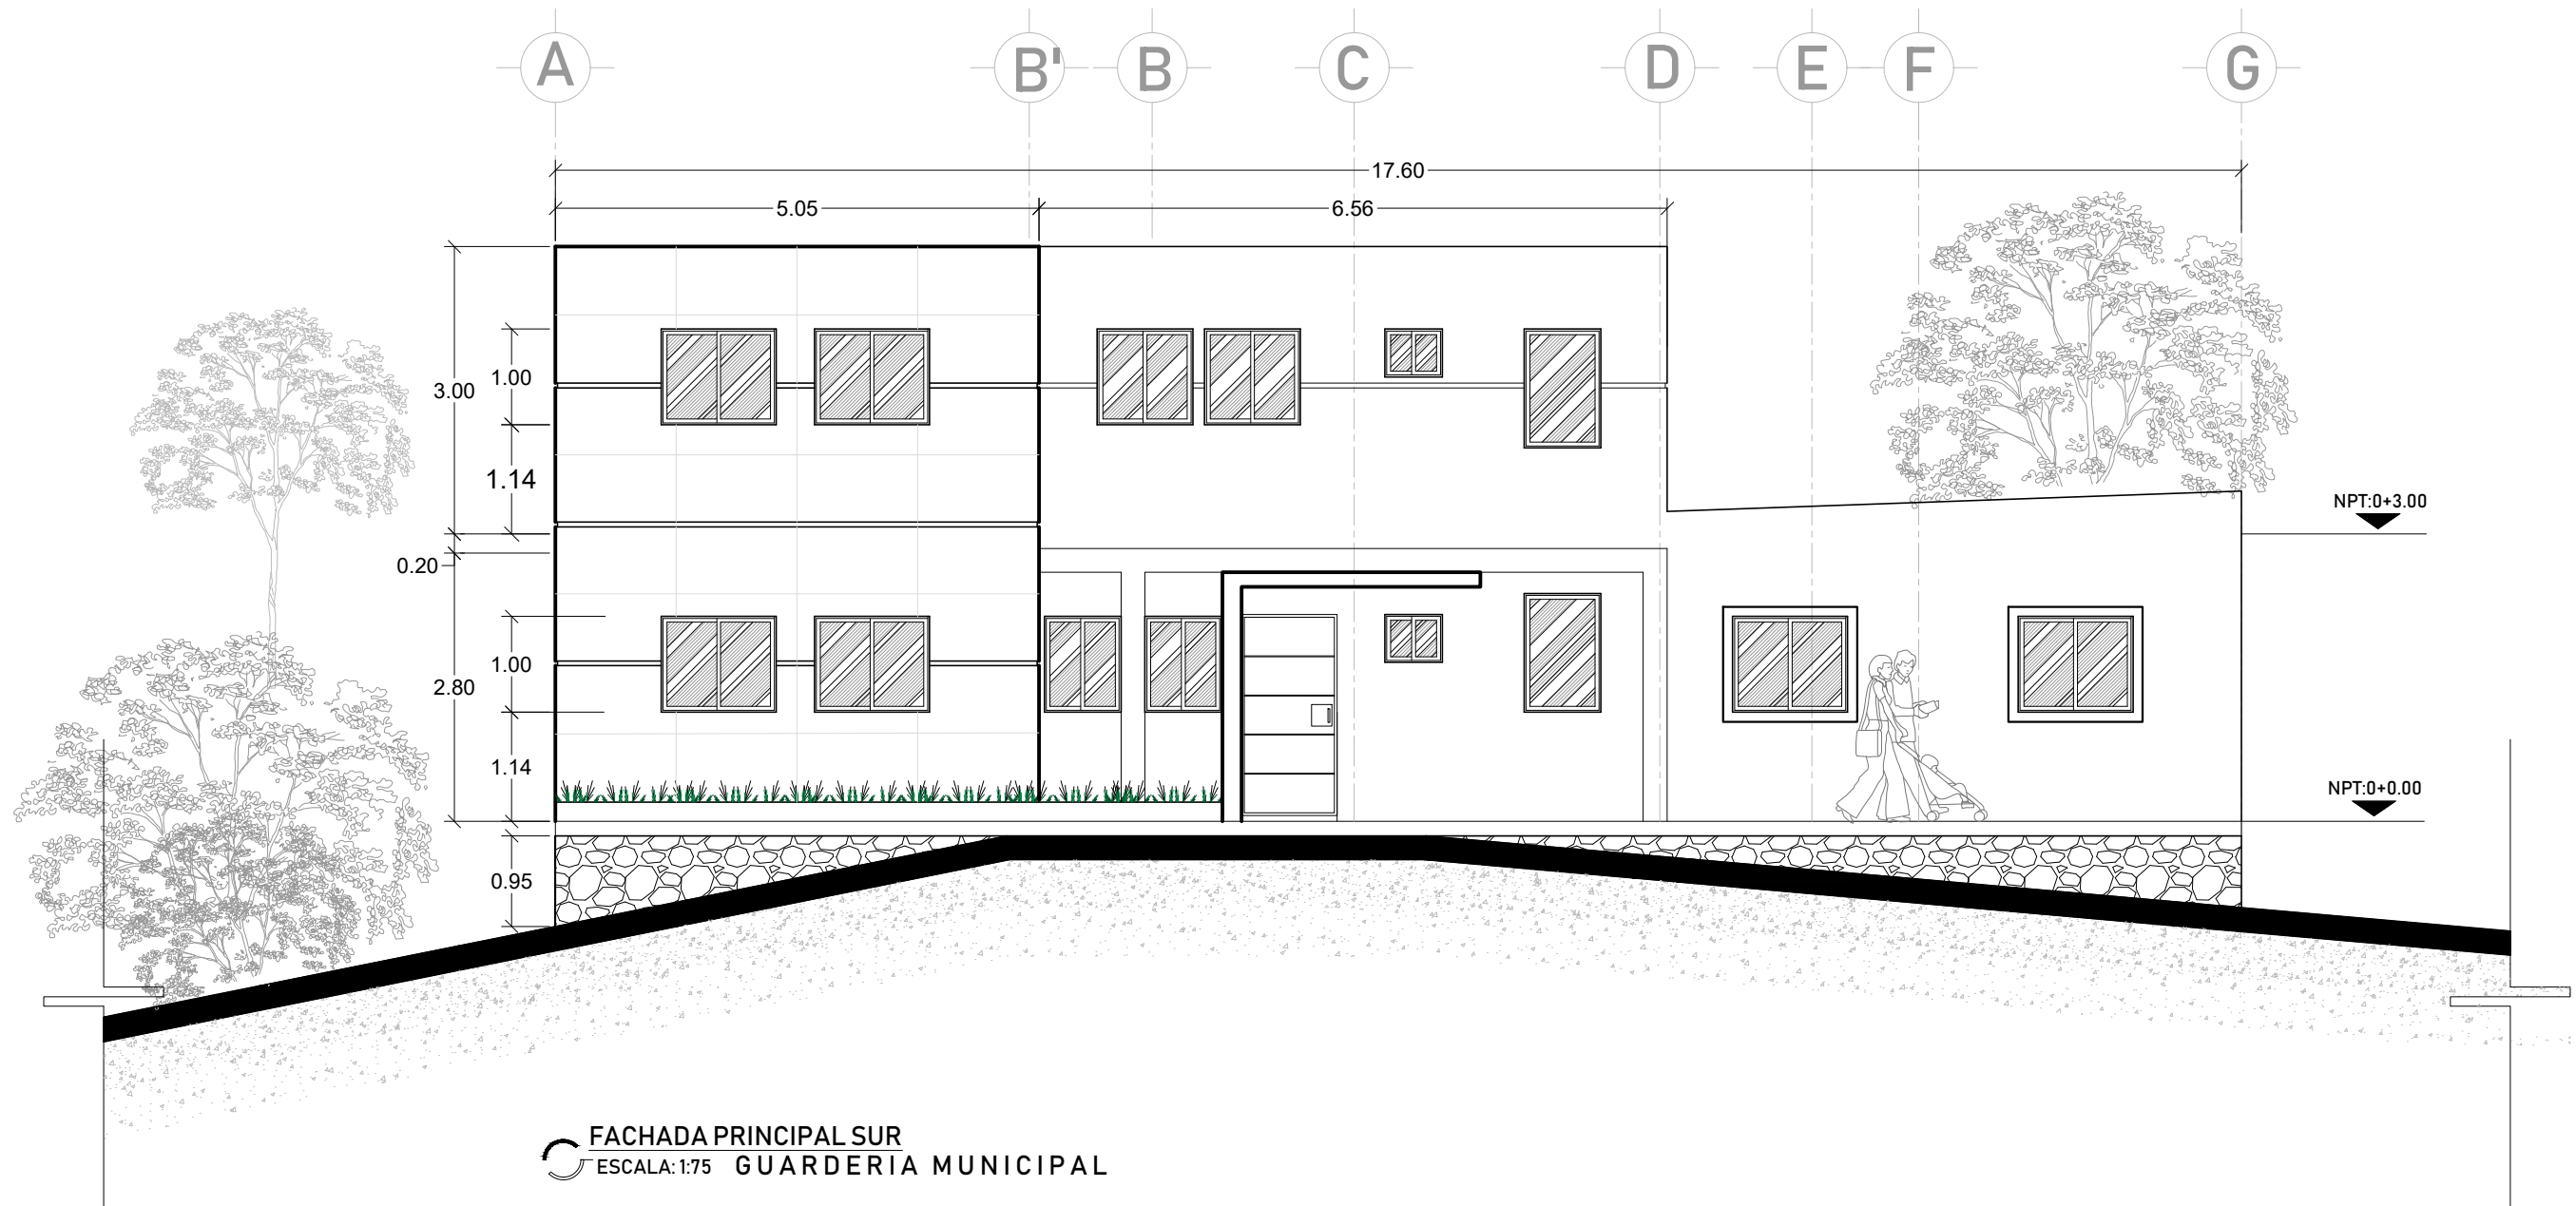 A B' B C D E F G
17.60
5.05 6.56
3.00 1.00
1.14
NPT:0+3.00
0.20
1.00
2.80
1.14
NPT:0+0.00
0.95
FACHADA PRINCIPAL SUR
ESCALA: 1:75 GUARDERIA MUNICIPAL